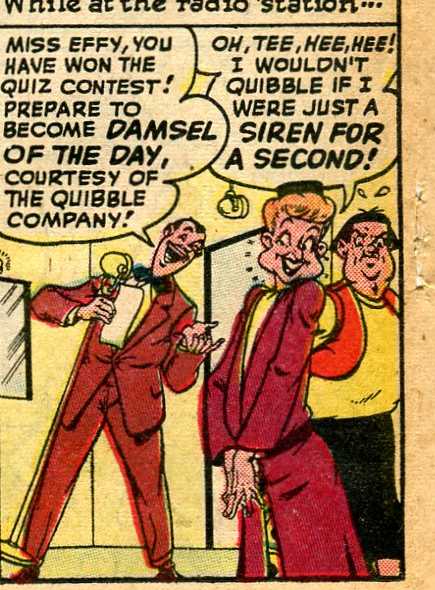 While at the radio station...
MISS EFFY, YOU
HAVE WON THE
QUIZ CONTEST!
PREPARE TO
BECOME DAMSEL
OF THE DAY,
COURTESY OF
THE QUIBBLE
COMPANY!
OH, TEE, HEE, HEE!
I WOULDN'T
QUIBBLE IF I
WERE JUST A
SIREN FOR
A SECOND!